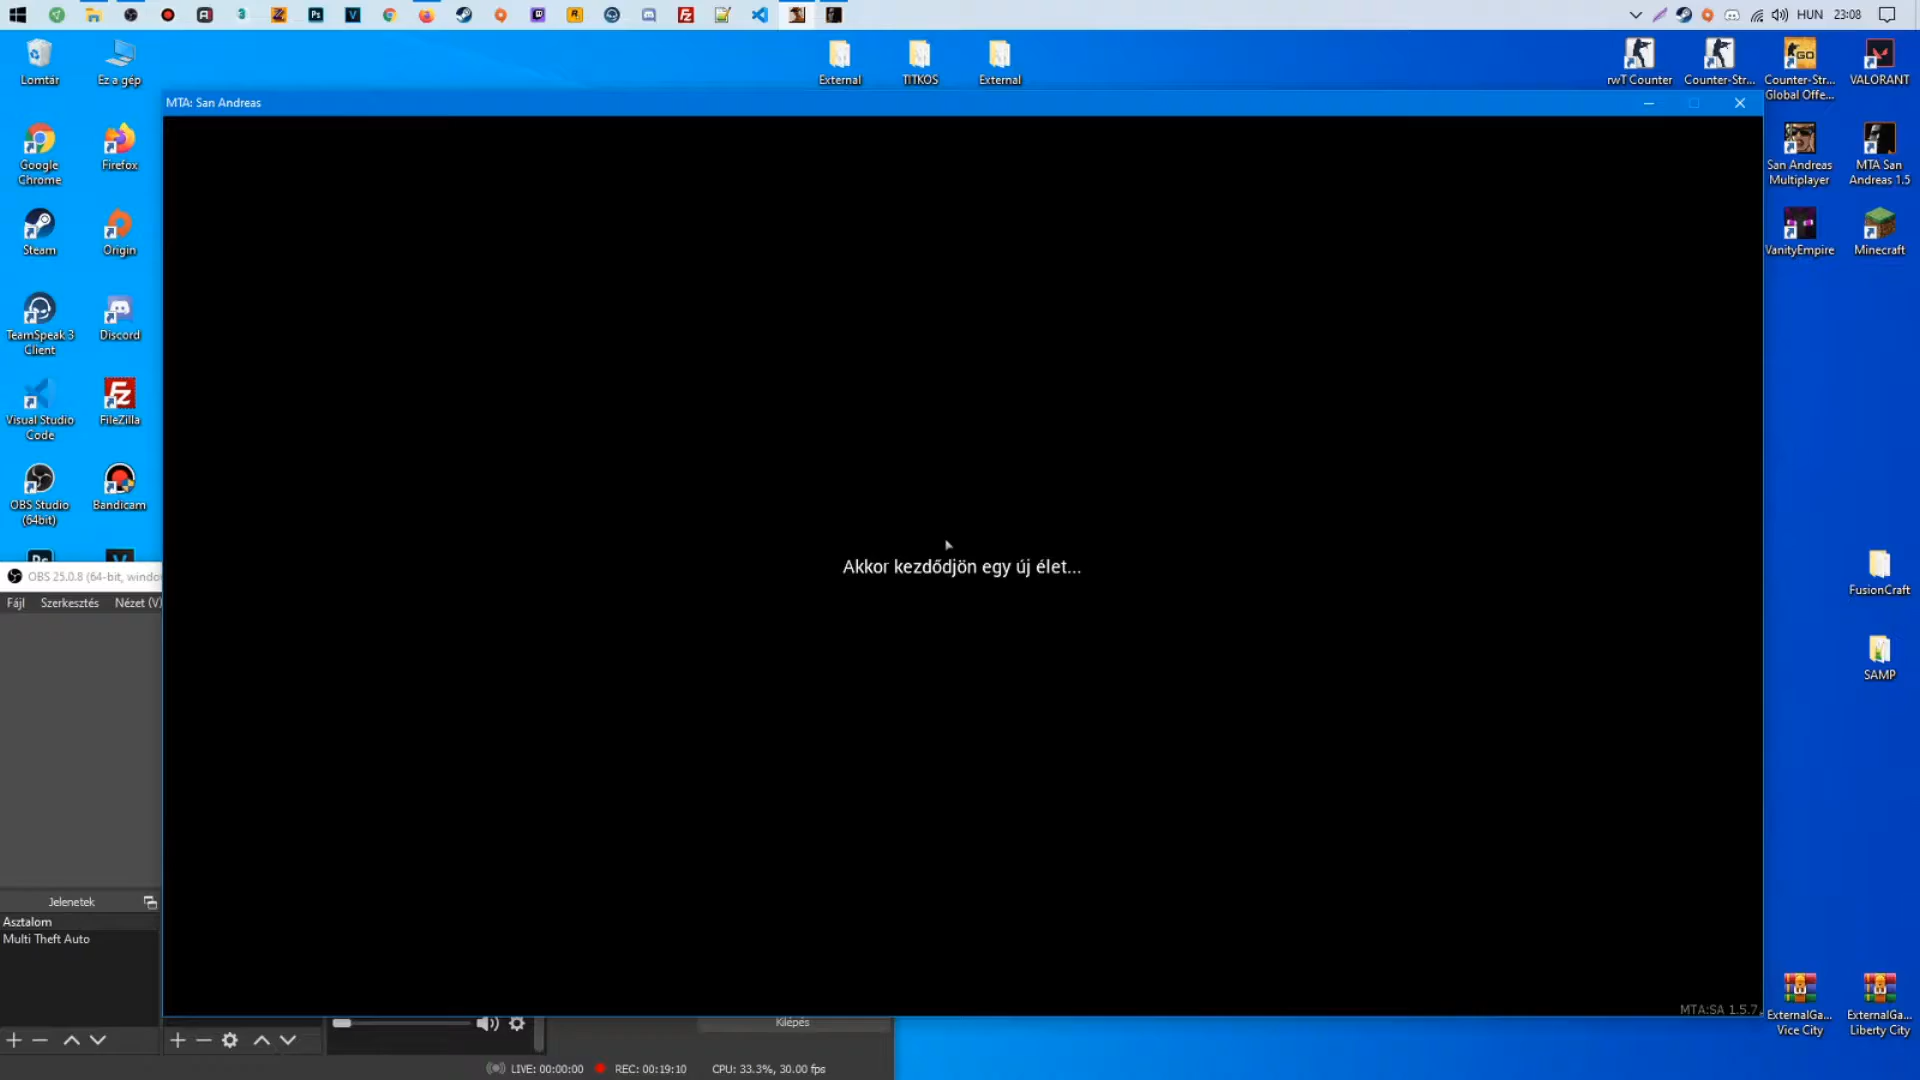 HUN
23:08
Lomtár
Ez a gép
External
TITKOS
External
rwT Counter
Counter-Str...
Counter-Str...
Global Offe...
VALORANT
MTA: San Andreas
Google
Chrome
Firefox
San Andreas
Multiplayer
MTA San
Andreas 1.5
Steam
Origin
VanityEmpire
Minecraft
TeamSpeak 3
Client
Discord
Visual Studio
Code
FileZilla
OBS Studio
(64bit)
Bandicam
Akkor kezdődjön egy új élet...
OBS 25.0.8 (64-bit, windo
Fájl
Szerkesztés
Nézet (V)
FusionCraft
SAMP
Jelenetek
Asztalom
Multi Theft Auto
MTA:SA 1.5.7
Kilépés
ExternalGa...
Vice City
ExternalGa...
Liberty City
LIVE: 00:00:00
REC: 00:19:10
CPU: 33.3%, 30.00 fps